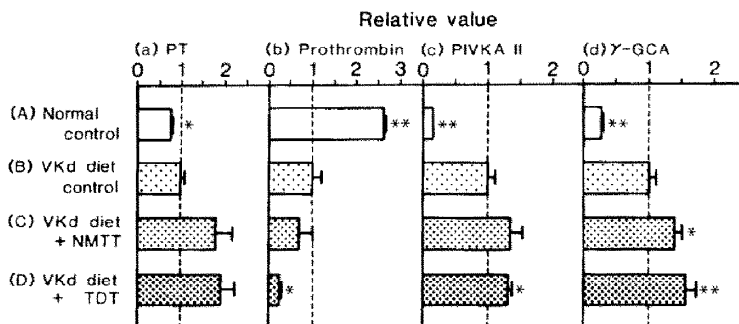 Relative value
(a) PT (b) Prothrombin (c) PIVKA II (d) γ-GCA
0 1 2 0 1 2 3 0 1 2 0 1 2
(A) Normal
control * ** ** **
(B) VKd diet
control
(C) VKd diet
+ NMTT *
(D) VKd diet
+ TDT * * **